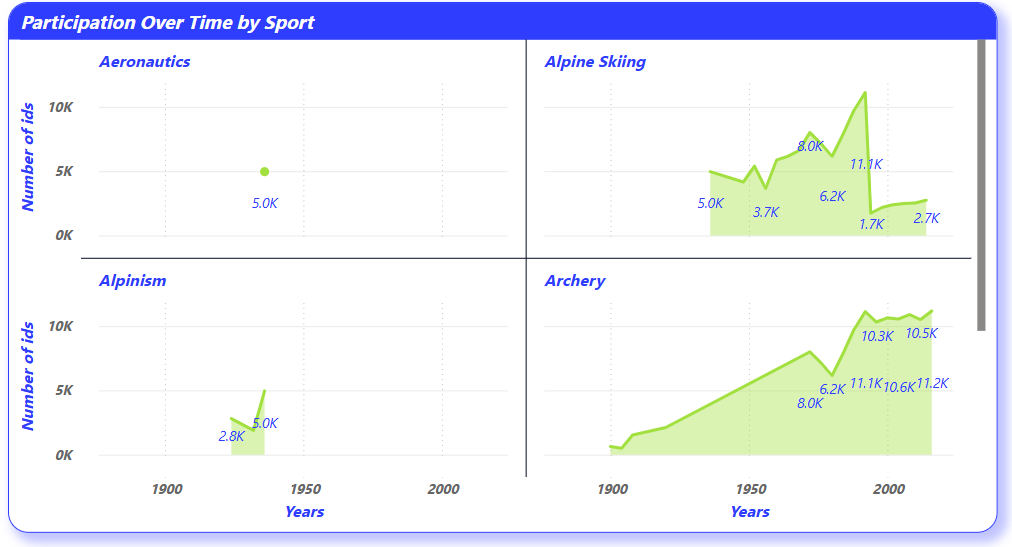 Participation Over Time by Sport
Aeronautics
Alpine Skiing
Number of ids
10K
5K
0K
5.0K
5.0K
3.7K
8.0K
6.2K
11.1K
1.7K
2.7K
Alpinism
Archery
Number of ids
10K
5K
0K
2.8K
5.0K
8.0K
6.2K
11.1K
10.3K
10.6K
10.5K
11.2K
1900
1950
2000
1900
1950
2000
Years
Years